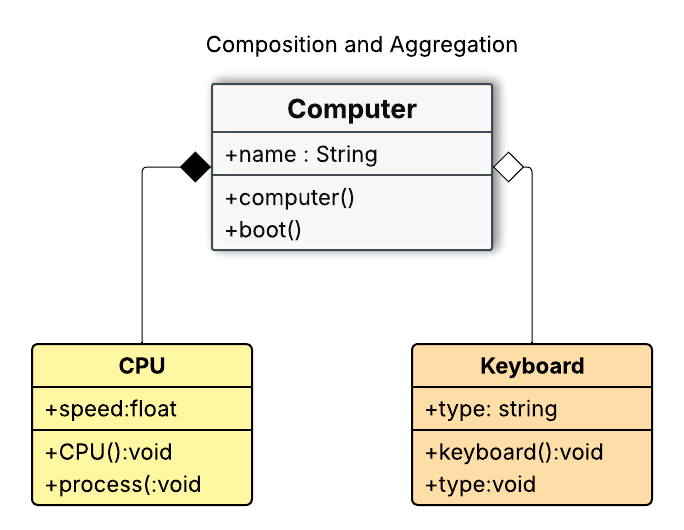 Composition and Aggregation
Computer
+name : String
+computer()
+boot()
CPU
+speed:float
+CPU():void
+process(:void
Keyboard
+type: string
+keyboard():void
+type:void